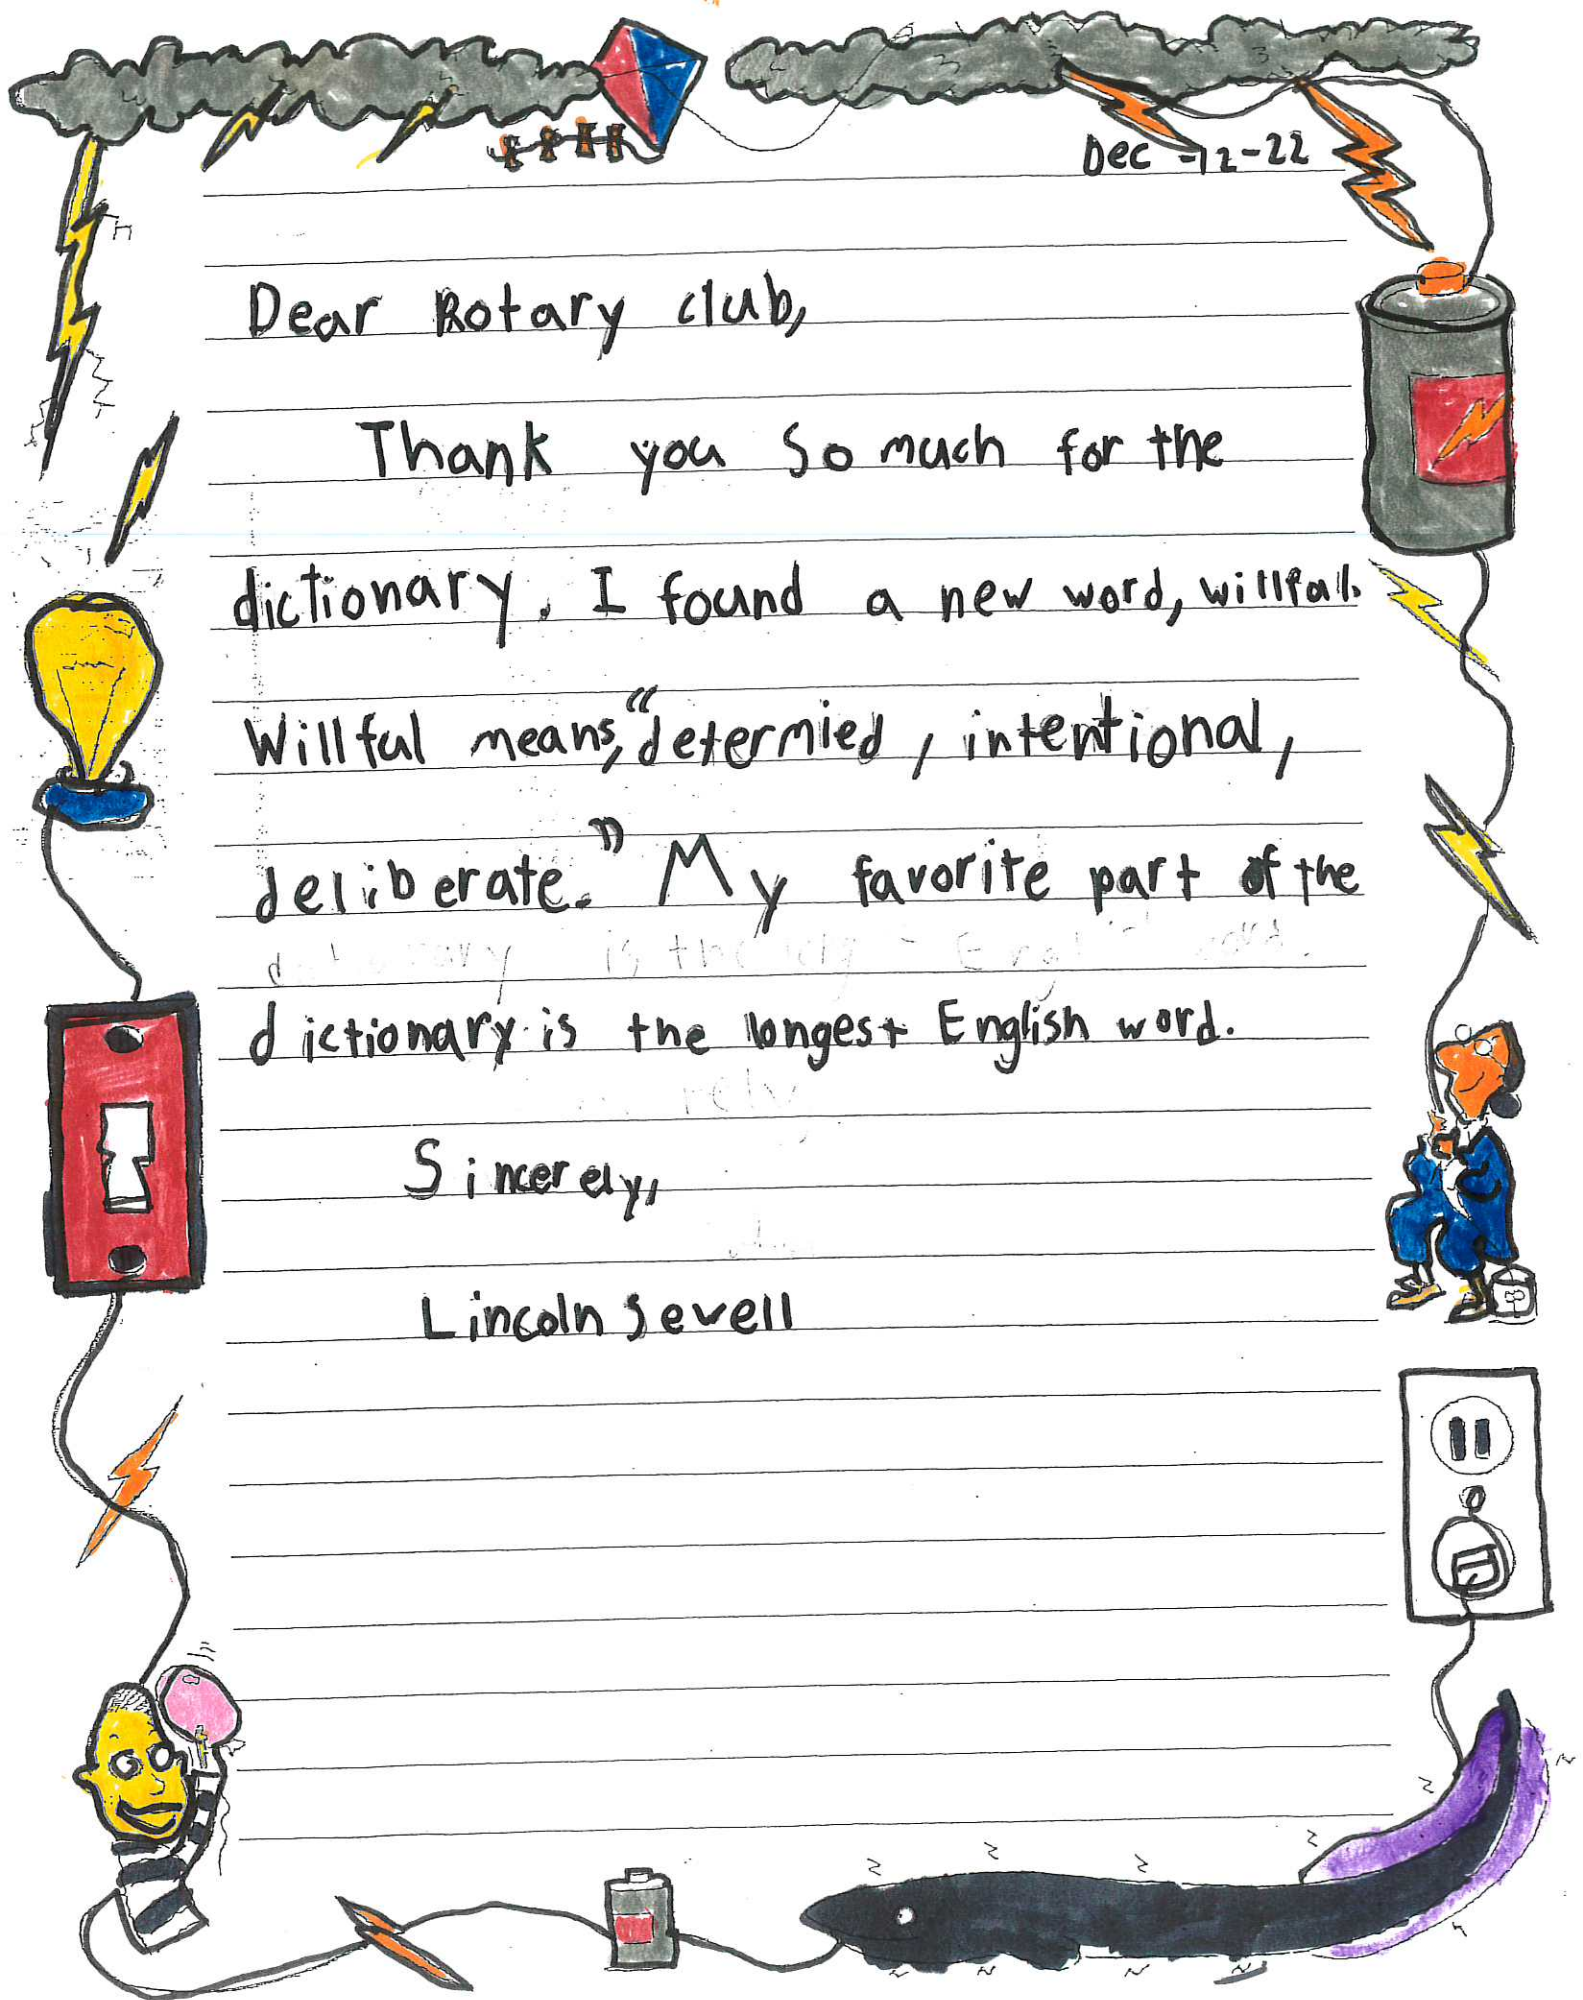 Dec -12-22
Dear Rotary club,
Thank you so much for the
dictionary. I found a new word, willful.
Willful means, "determied, intentional,
deliberate." My favorite part of the
dictionary is the longest English word.
Sincerely,
Lincoln Sewell